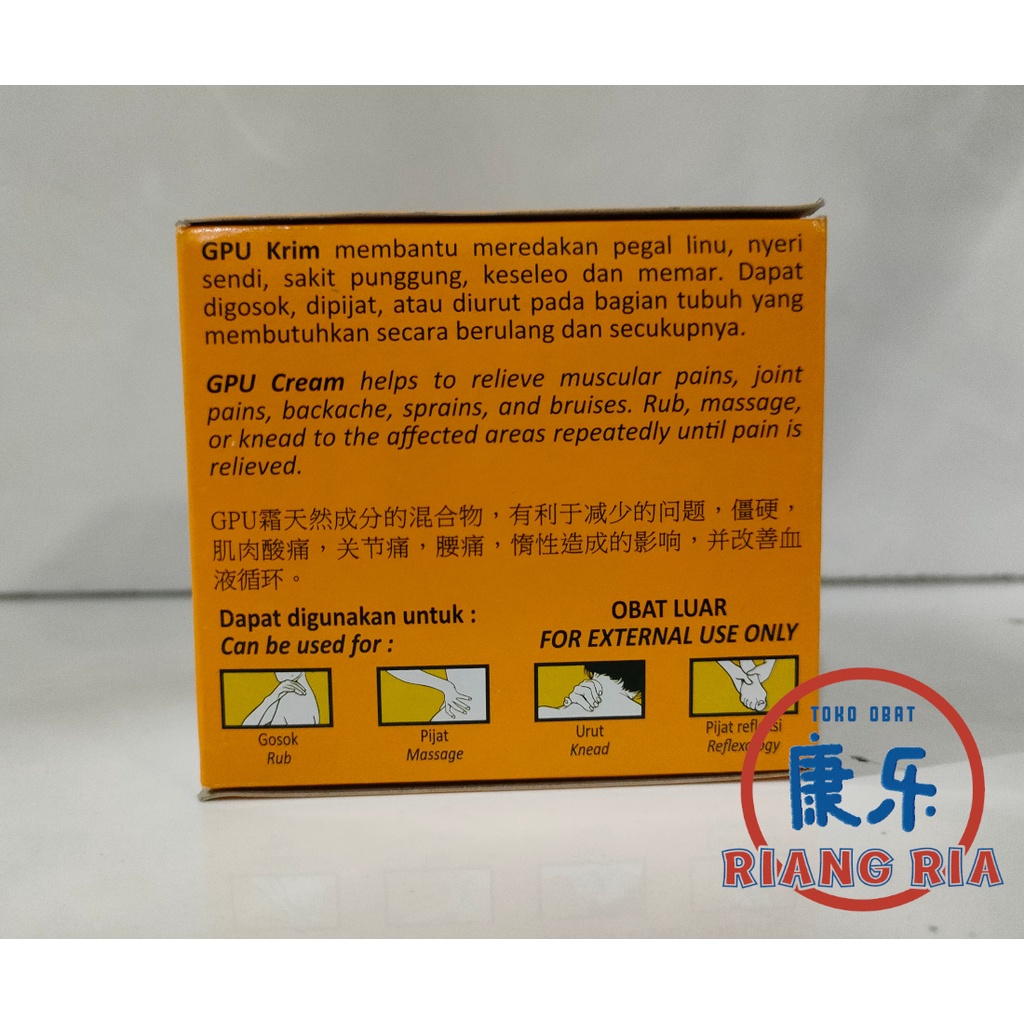 GPU Krim membantu meredakan pegal linu, nyeri
sendi, sakit punggung, keseleo dan memar. Dapat
digosok, dipijat, atau diurut pada bagian tubuh yang
membutuhkan secara berulang dan secukupnya.
GPU Cream helps to relieve muscular pains, joint
pains, backache, sprains, and bruises. Rub, massage,
or knead to the affected areas repeatedly until pain is
relieved.
GPU霜天然成分的混合物，有利于减少的问题，僵硬，
肌肉酸痛，关节痛，腰痛，惰性造成的影响，并改善血
液循环。
Dapat digunakan untuk :
Can be used for :
OBAT LUAR
FOR EXTERNAL USE ONLY
Gosok
Rub
Pijat
Massage
Urut
Knead
Pijat refleksi
Reflexology
TOKO OBAT
康乐
RIANG RIA